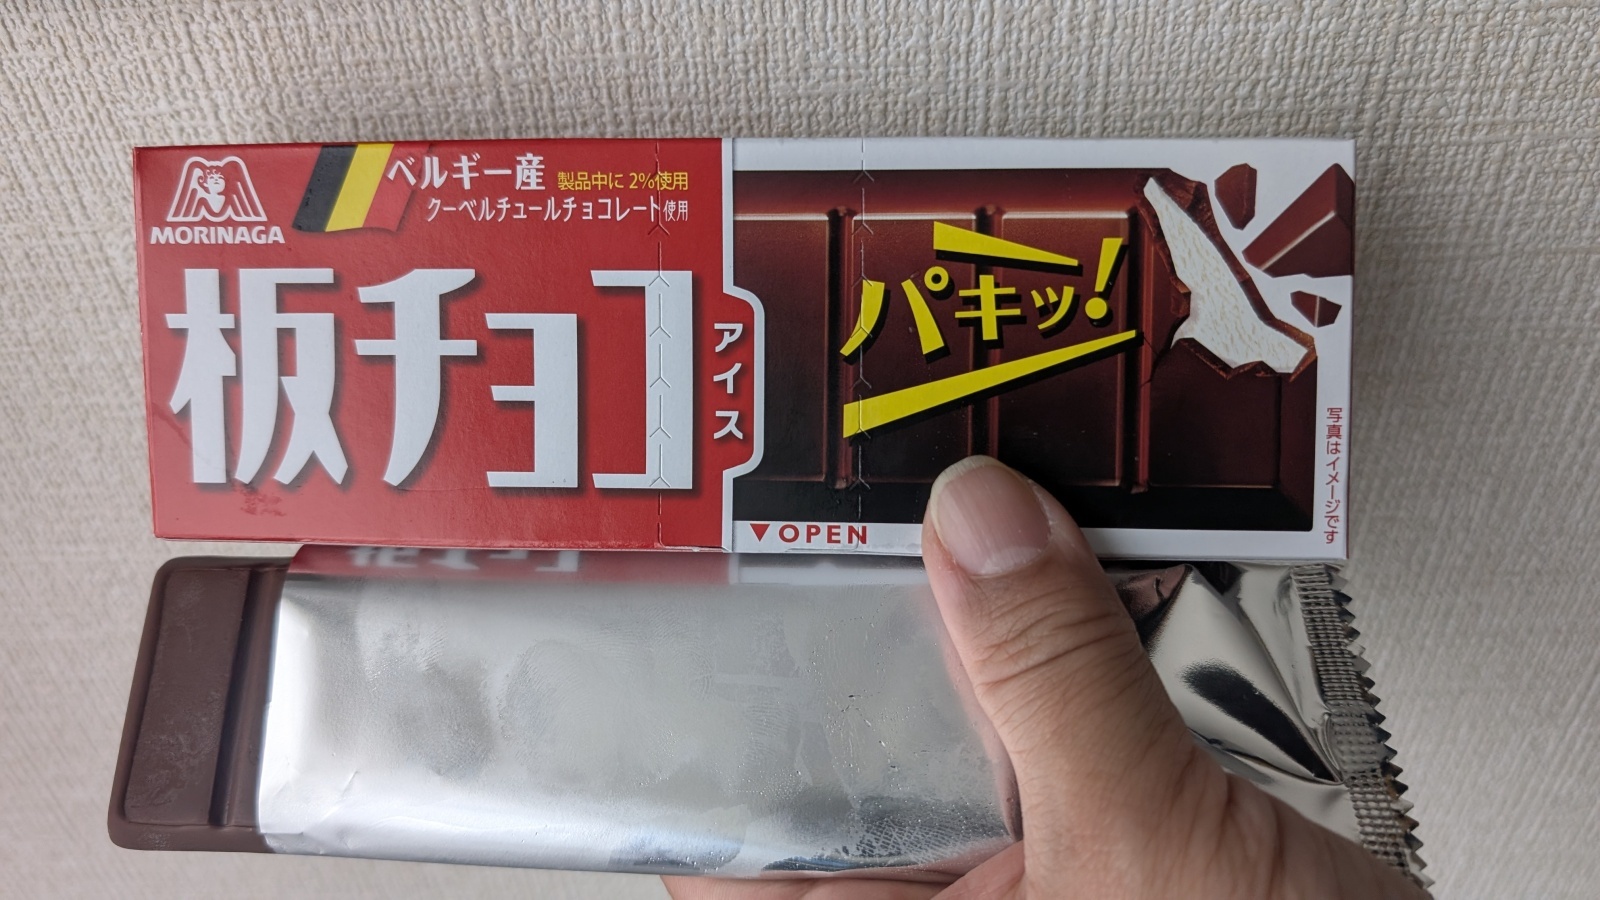 MORINAGA
ベルギー産 製品中に 2%使用
クーベルチュールチョコレート使用
板チョコ
アイス
パキッ!
▼OPEN
写真はイメージです